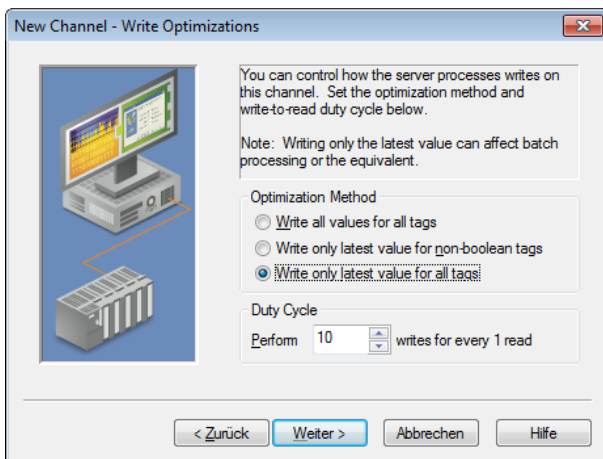 New Channel - Write Optimizations
You can control how the server processes writes on
this channel.  Set the optimization method and
write-to-read duty cycle below.
Note:  Writing only the latest value can affect batch
processing or the equivalent.
Optimization Method
Write all values for all tags
Write only latest value for non-boolean tags
Write only latest value for all tags
Duty Cycle
Perform 10 writes for every 1 read
< Zurück Weiter > Abbrechen Hilfe